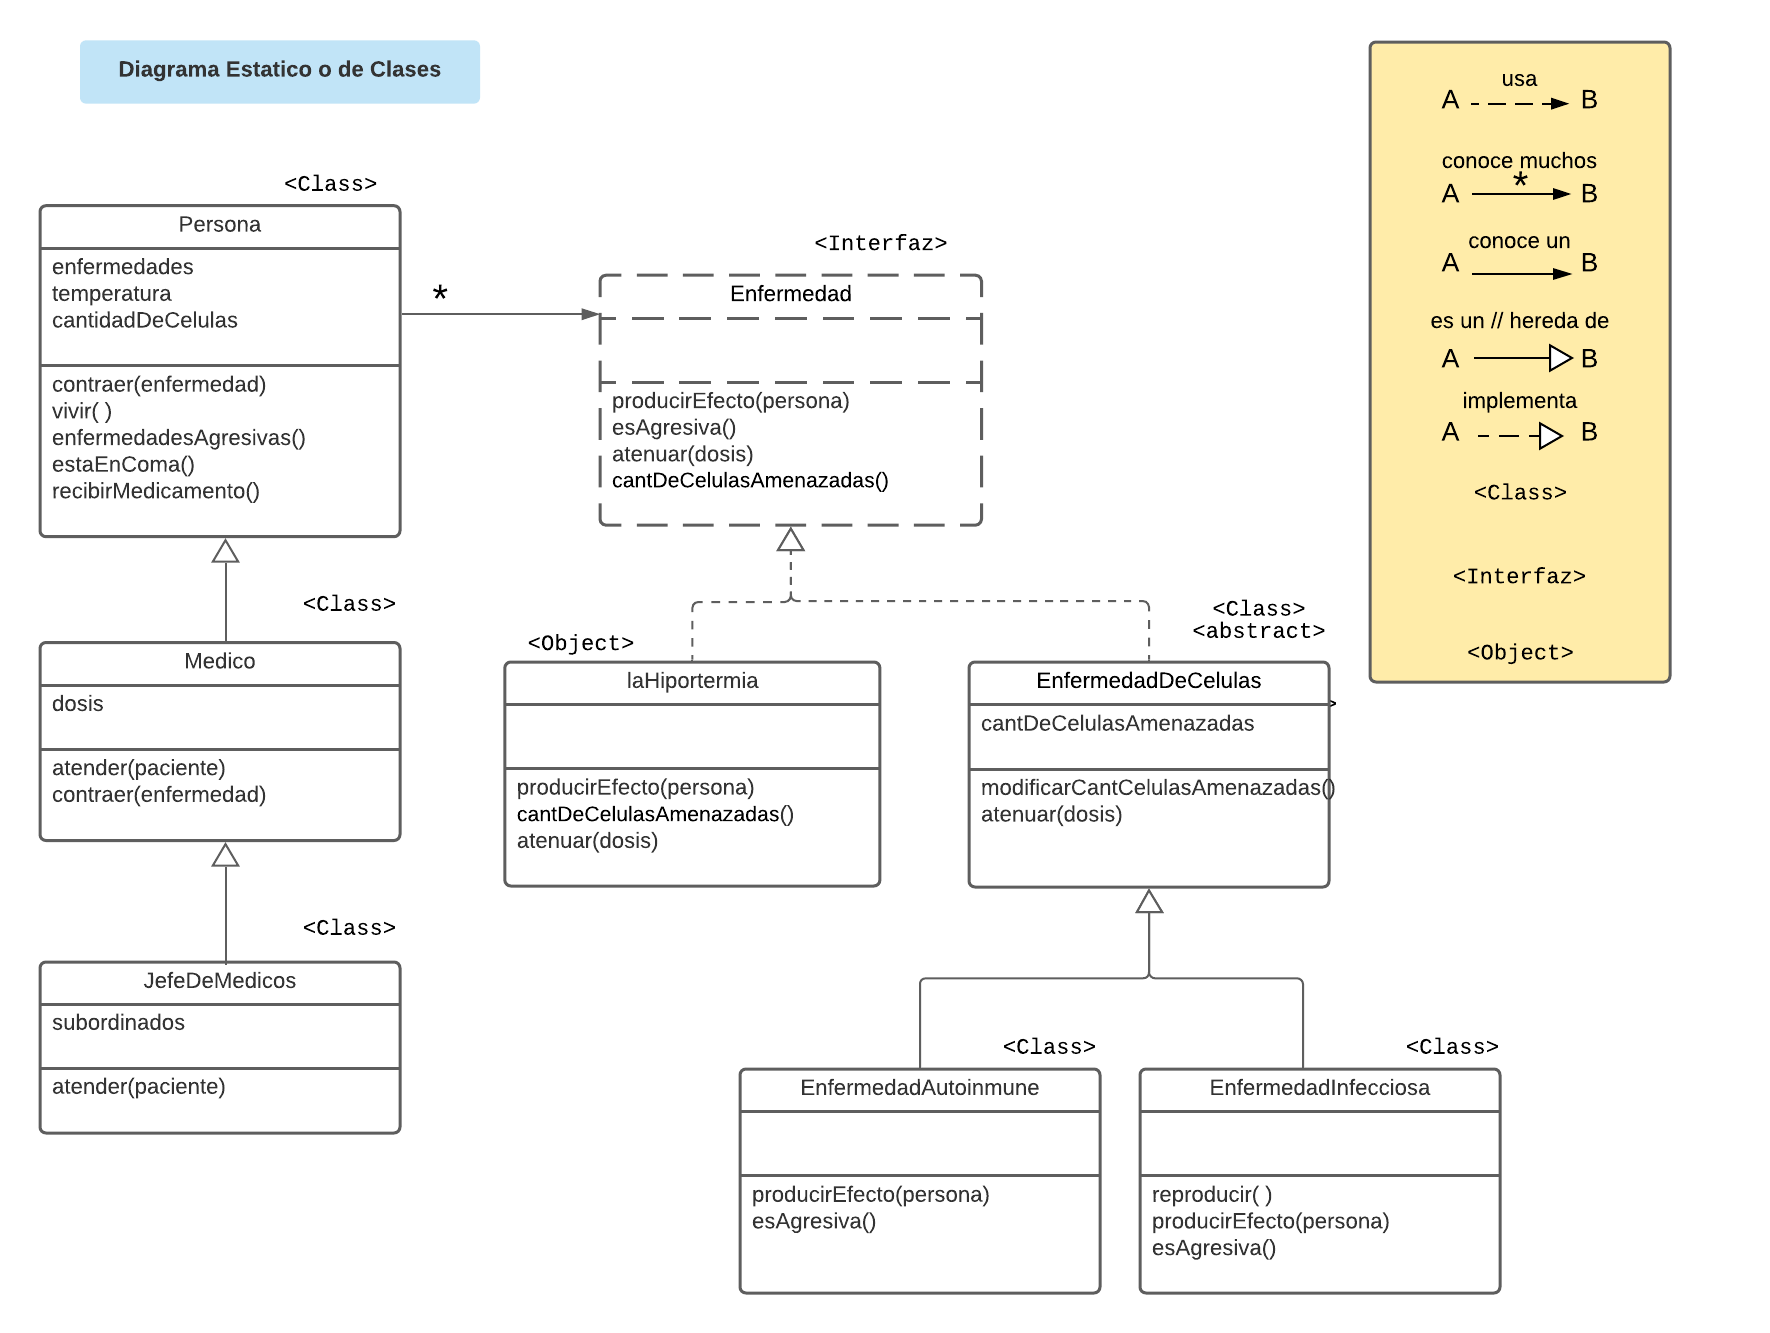 Diagrama Estatico o de Clases
<Class>
Persona
enfermedades
temperatura
cantidadDeCelulas
contraer(enfermedad)
vivir( )
enfermedadesAgresivas()
estaEnComa()
recibirMedicamento()
*
<Interfaz>
Enfermedad
producirEfecto(persona)
esAgresiva()
atenuar(dosis)
cantDeCelulasAmenazadas()
<Class>
Medico
dosis
atender(paciente)
contraer(enfermedad)
<Object>
laHiportermia
producirEfecto(persona)
cantDeCelulasAmenazadas()
atenuar(dosis)
<Class>
<abstract>
EnfermedadDeCelulas
>
cantDeCelulasAmenazadas
modificarCantCelulasAmenazadas()
atenuar(dosis)
<Class>
JefeDeMedicos
subordinados
atender(paciente)
<Class>
EnfermedadAutoinmune
producirEfecto(persona)
esAgresiva()
<Class>
EnfermedadInfecciosa
reproducir( )
producirEfecto(persona)
esAgresiva()
usa
A B
conoce muchos
*
A B
conoce un
A B
es un // hereda de
A B
implementa
A B
<Class>
<Interfaz>
<Object>